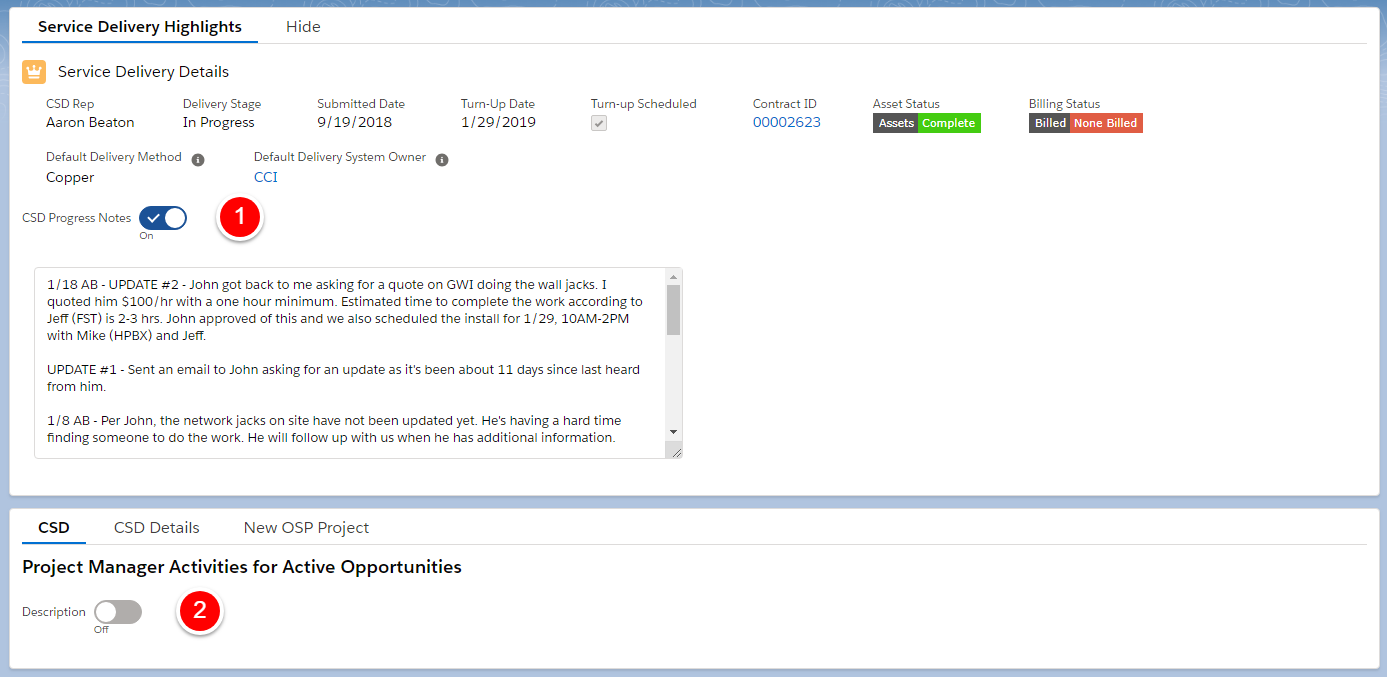 Service Delivery Highlights Hide
Service Delivery Details
CSD Rep Delivery Stage Submitted Date Turn-Up Date Turn-up Scheduled Contract ID Asset Status Billing Status
Aaron Beaton In Progress 9/19/2018 1/29/2019 00002623 Assets Complete Billed None Billed
Default Delivery Method Default Delivery System Owner
Copper CCI
CSD Progress Notes 1
On
1/18 AB - UPDATE #2 - John got back to me asking for a quote on GWI doing the wall jacks. I
quoted him $100/hr with a one hour minimum. Estimated time to complete the work according to
Jeff (FST) is 2-3 hrs. John approved of this and we also scheduled the install for 1/29, 10AM-2PM
with Mike (HPBX) and Jeff.
UPDATE #1 - Sent an email to John asking for an update as it's been about 11 days since last heard
from him.
1/8 AB - Per John, the network jacks on site have not been updated yet. He's having a hard time
finding someone to do the work. He will follow up with us when he has additional information.
CSD CSD Details New OSP Project
Project Manager Activities for Active Opportunities
Description 2
Off